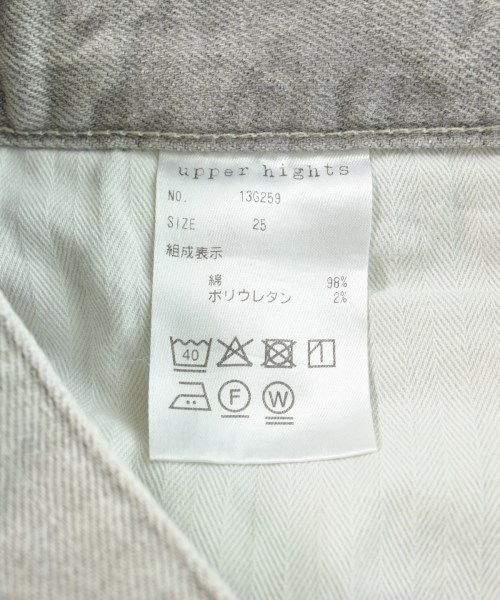 upper hights
NO. 13G259
SIZE 25
組成表示
綿 98%
ポリウレタン 2%
40
F W